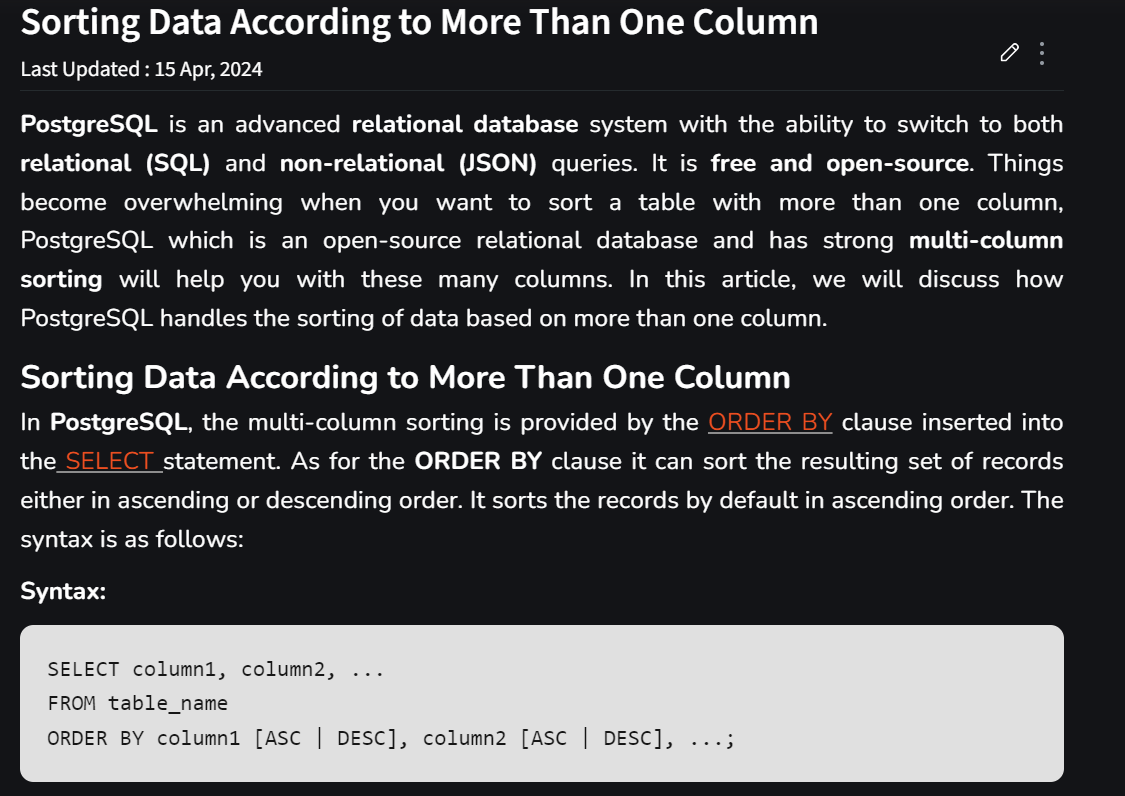 Sorting Data According to More Than One Column
Last Updated : 15 Apr, 2024
PostgreSQL is an advanced relational database system with the ability to switch to both
relational (SQL) and non-relational (JSON) queries. It is free and open-source. Things
become overwhelming when you want to sort a table with more than one column,
PostgreSQL which is an open-source relational database and has strong multi-column
sorting will help you with these many columns. In this article, we will discuss how
PostgreSQL handles the sorting of data based on more than one column.
Sorting Data According to More Than One Column
In PostgreSQL, the multi-column sorting is provided by the ORDER BY clause inserted into
the SELECT statement. As for the ORDER BY clause it can sort the resulting set of records
either in ascending or descending order. It sorts the records by default in ascending order. The
syntax is as follows:
Syntax:
SELECT column1, column2, ...
FROM table_name
ORDER BY column1 [ASC | DESC], column2 [ASC | DESC], ...;